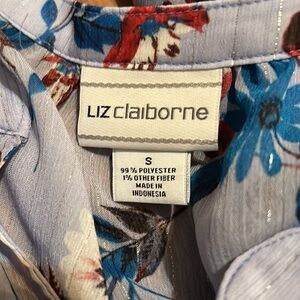 LIZ claiborne
S
99% POLYESTER
1% OTHER FIBER
MADE IN
INDONESIA